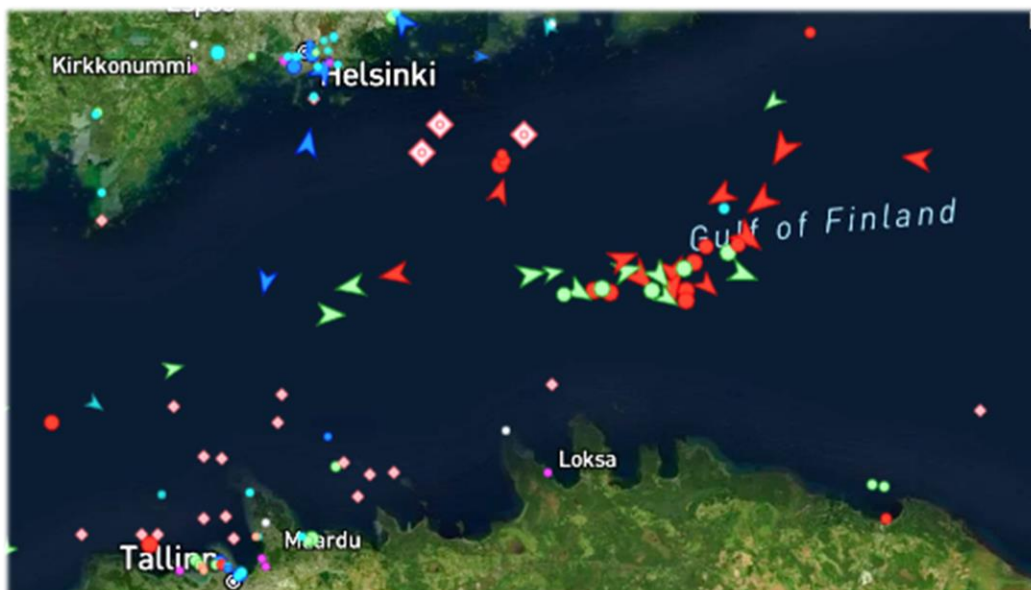 Kirkkonummi
Helsinki
Gulf of Finland
Loksa
Maardu
Tallinn